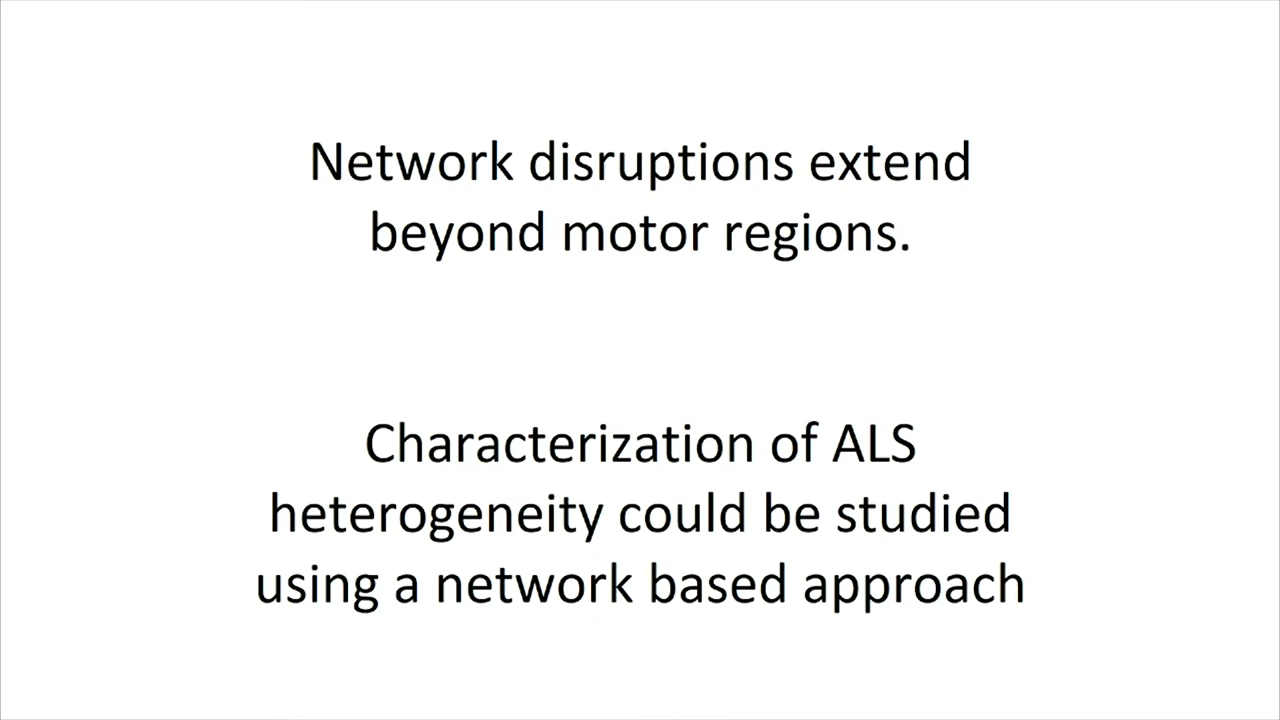 Network disruptions extend
beyond motor regions.
Characterization of ALS
heterogeneity could be studied
using a network based approach